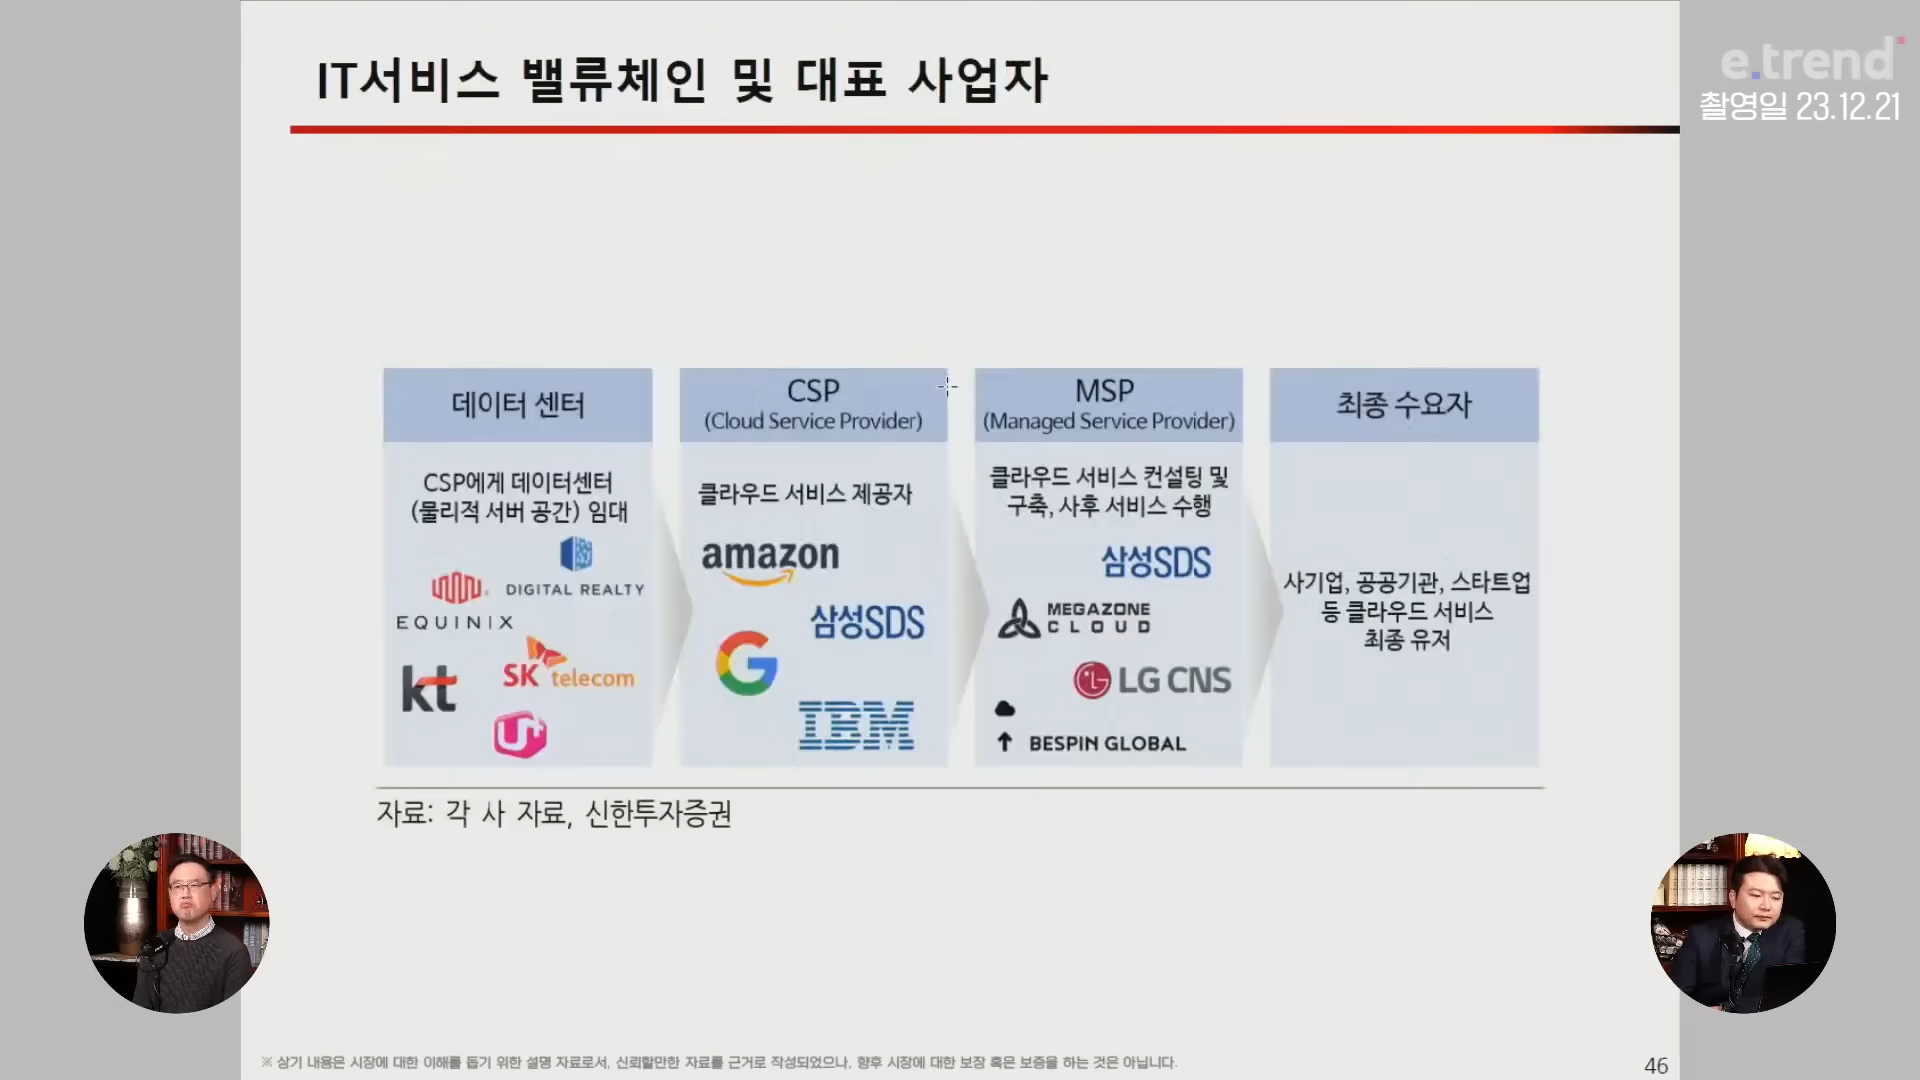 IT서비스 밸류체인 및 대표 사업자
e.trend
촬영일 23.12.21
데이터 센터
CSP에게 데이터센터
(물리적 서버 공간) 임대
DIGITAL REALTY
EQUINIX
SK telecom
kt
U+
CSP
(Cloud Service Provider)
클라우드 서비스 제공자
amazon
삼성SDS
G
IBM
MSP
(Managed Service Provider)
클라우드 서비스 컨설팅 및
구축, 사후 서비스 수행
삼성SDS
MEGAZONE
CLOUD
LG CNS
BESPIN GLOBAL
최종 수요자
사기업, 공공기관, 스타트업
등 클라우드 서비스
최종 유저
자료: 각 사 자료, 신한투자증권
※ 상기 내용은 시장에 대한 이해를 돕기 위한 설명 자료로서, 신뢰할만한 자료를 근거로 작성되었으나, 향후 시장에 대한 보장 혹은 보증을 하는 것은 아닙니다.
46